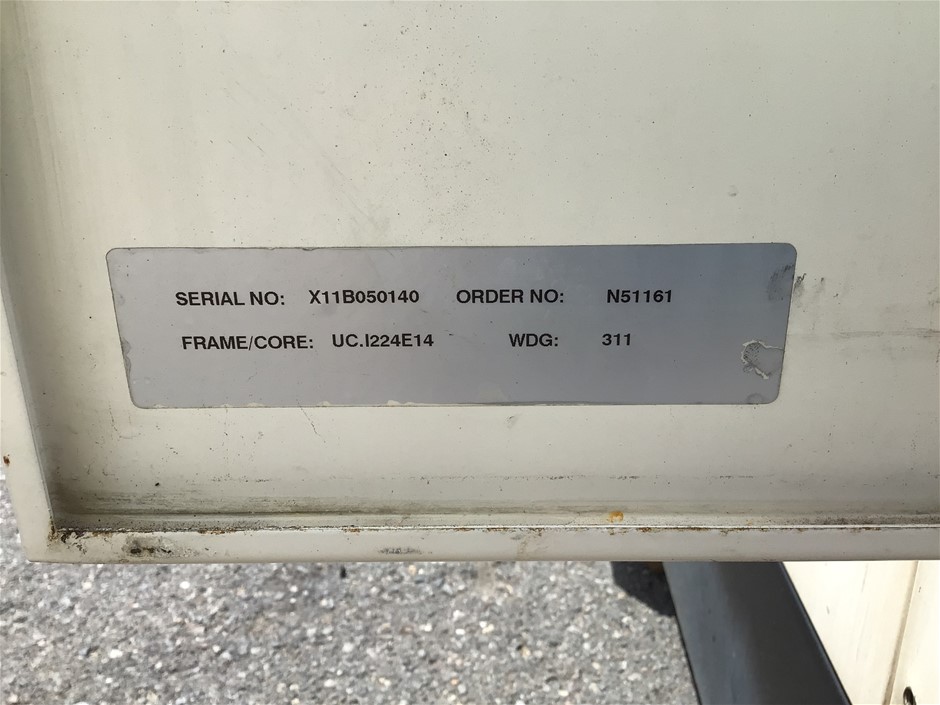 SERIAL NO: X11B050140 ORDER NO: N51161
FRAME/CORE: UC.I224E14 WDG: 311